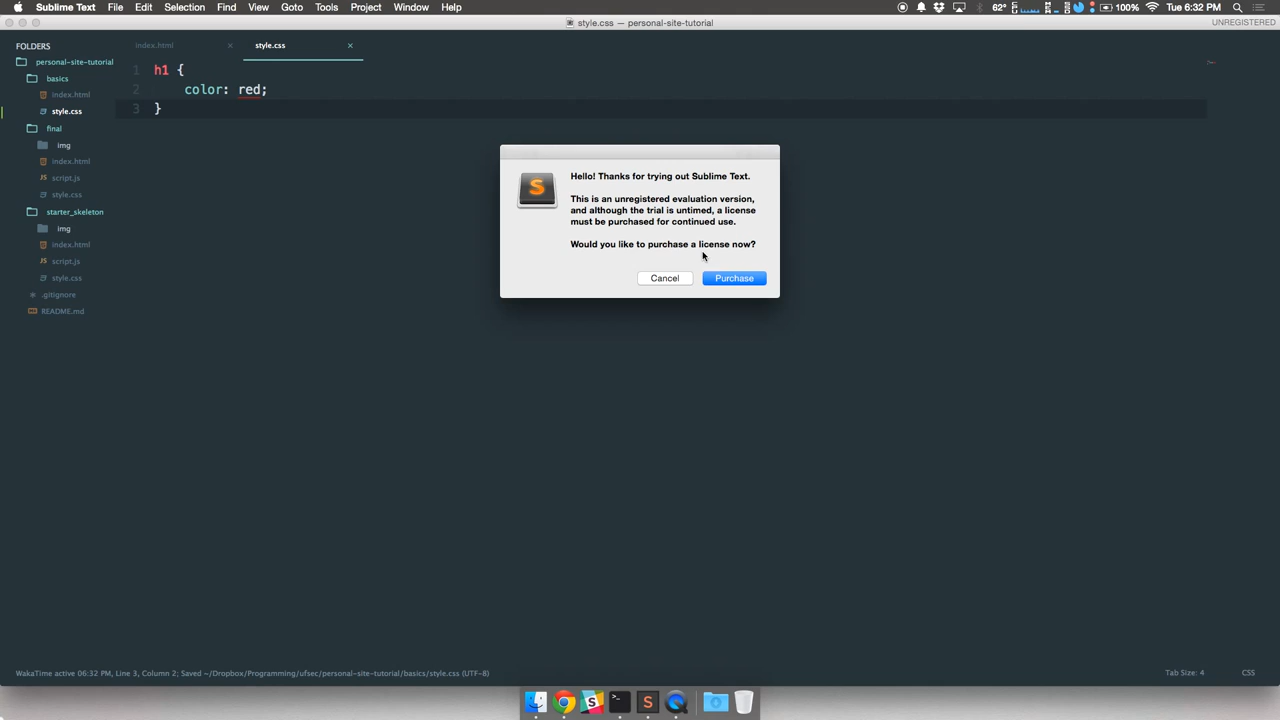 Sublime Text File Edit Selection Find View Goto Tools Project Window Help 62° 100% Tue 6:32 PM
style.css — personal-site-tutorial UNREGISTERED
FOLDERS
personal-site-tutorial
basics
index.html
style.css
final
img
index.html
script.js
style.css
starter_skeleton
img
index.html
script.js
style.css
.gitignore
README.md
index.html × style.css ×
1 h1 {
2 color: red;
3 }
Hello! Thanks for trying out Sublime Text.
This is an unregistered evaluation version,
and although the trial is untimed, a license
must be purchased for continued use.
Would you like to purchase a license now?
Cancel Purchase
WakaTime active 06:32 PM, Line 3, Column 2; Saved ~/Dropbox/Programming/ufsec/personal-site-tutorial/basics/style.css (UTF-8) Tab Size: 4 CSS